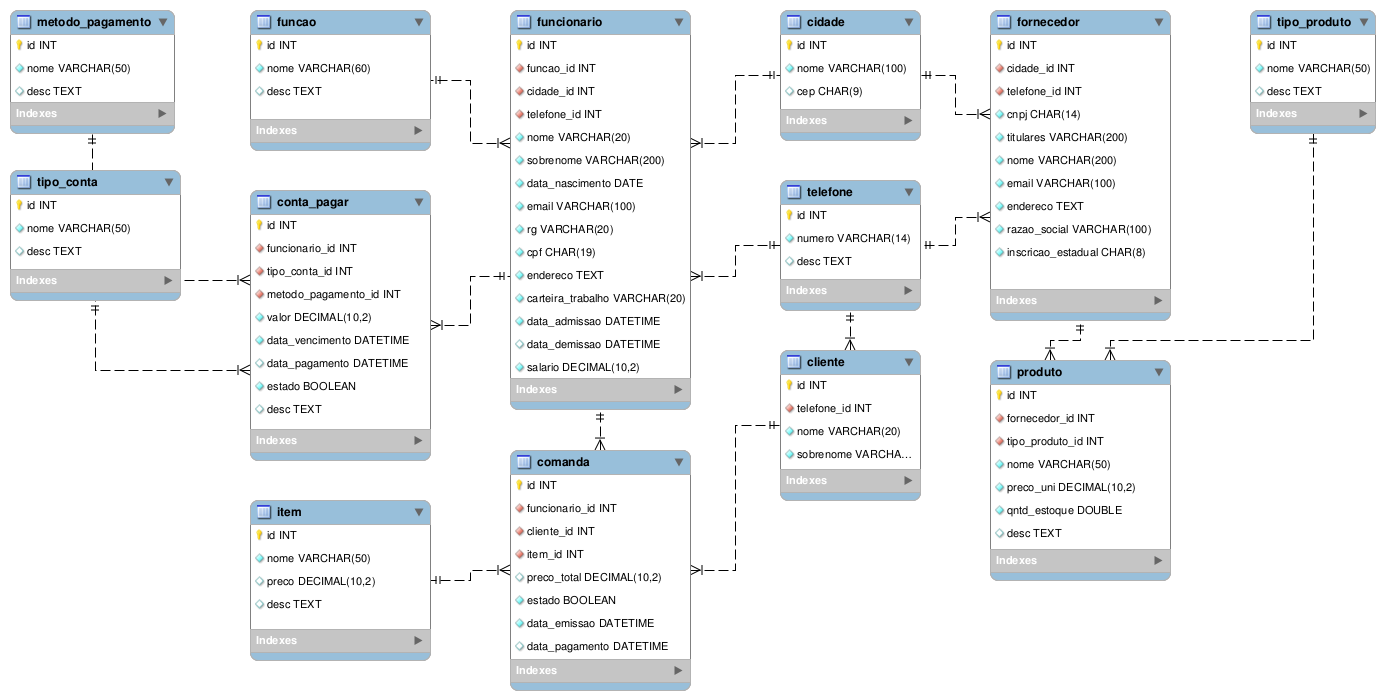 metodo_pagamento
id INT
nome VARCHAR(50)
desc TEXT
Indexes
tipo_conta
id INT
nome VARCHAR(50)
desc TEXT
Indexes
funcao
id INT
nome VARCHAR(60)
desc TEXT
Indexes
conta_pagar
id INT
funcionario_id INT
tipo_conta_id INT
metodo_pagamento_id INT
valor DECIMAL(10,2)
data_vencimento DATETIME
data_pagamento DATETIME
estado BOOLEAN
desc TEXT
Indexes
item
id INT
nome VARCHAR(50)
preco DECIMAL(10,2)
desc TEXT
Indexes
funcionario
id INT
funcao_id INT
cidade_id INT
telefone_id INT
nome VARCHAR(20)
sobrenome VARCHAR(200)
data_nascimento DATE
email VARCHAR(100)
rg VARCHAR(20)
cpf CHAR(19)
endereco TEXT
carteira_trabalho VARCHAR(20)
data_admissao DATETIME
data_demissao DATETIME
salario DECIMAL(10,2)
Indexes
comanda
id INT
funcionario_id INT
cliente_id INT
item_id INT
preco_total DECIMAL(10,2)
estado BOOLEAN
data_emissao DATETIME
data_pagamento DATETIME
Indexes
cidade
id INT
nome VARCHAR(100)
cep CHAR(9)
Indexes
telefone
id INT
numero VARCHAR(14)
desc TEXT
Indexes
cliente
id INT
telefone_id INT
nome VARCHAR(20)
sobrenome VARCHA...
Indexes
fornecedor
id INT
cidade_id INT
telefone_id INT
cnpj CHAR(14)
titulares VARCHAR(200)
nome VARCHAR(200)
email VARCHAR(100)
endereco TEXT
razao_social VARCHAR(100)
inscricao_estadual CHAR(8)
Indexes
produto
id INT
fornecedor_id INT
tipo_produto_id INT
nome VARCHAR(50)
preco_uni DECIMAL(10,2)
qntd_estoque DOUBLE
desc TEXT
Indexes
tipo_produto
id INT
nome VARCHAR(50)
desc TEXT
Indexes